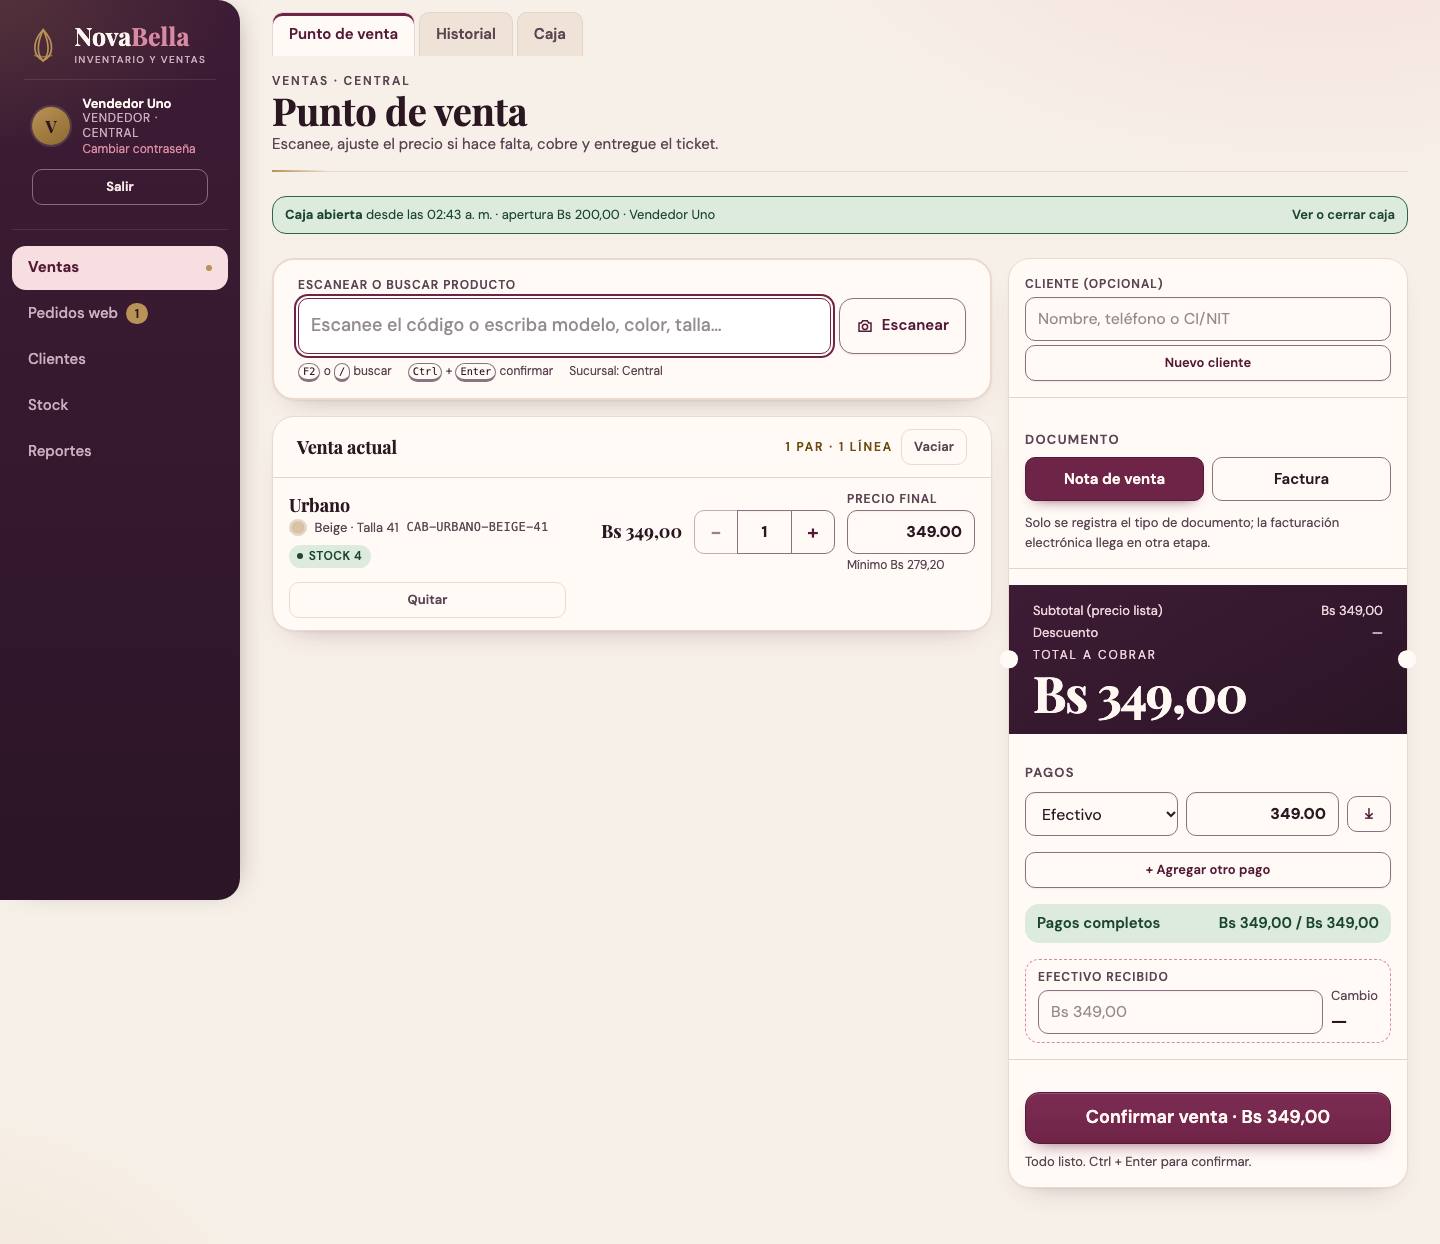 NovaBella
INVENTARIO Y VENTAS
V
Vendedor Uno
VENDEDOR ·
CENTRAL
Cambiar contraseña
Salir
Ventas
Pedidos web 1
Clientes
Stock
Reportes
Punto de venta
Historial
Caja
VENTAS · CENTRAL
Punto de venta
Escanee, ajuste el precio si hace falta, cobre y entregue el ticket.
Caja abierta desde las 02:43 a. m. · apertura Bs 200,00 · Vendedor Uno
Ver o cerrar caja
ESCANEAR O BUSCAR PRODUCTO
Escanee el código o escriba modelo, color, talla…
Escanear
F2 o / buscar Ctrl + Enter confirmar Sucursal: Central
Venta actual
1 PAR · 1 LÍNEA
Vaciar
Urbano
Beige · Talla 41 CAB-URBANO-BEIGE-41
STOCK 4
Bs 349,00
− 1 +
PRECIO FINAL
349.00
Mínimo Bs 279,20
Quitar
CLIENTE (OPCIONAL)
Nombre, teléfono o CI/NIT
Nuevo cliente
DOCUMENTO
Nota de venta
Factura
Solo se registra el tipo de documento; la facturación
electrónica llega en otra etapa.
Subtotal (precio lista) Bs 349,00
Descuento —
TOTAL A COBRAR
Bs 349,00
PAGOS
Efectivo
349.00
+ Agregar otro pago
Pagos completos Bs 349,00 / Bs 349,00
EFECTIVO RECIBIDO
Bs 349,00
Cambio
—
Confirmar venta · Bs 349,00
Todo listo. Ctrl + Enter para confirmar.